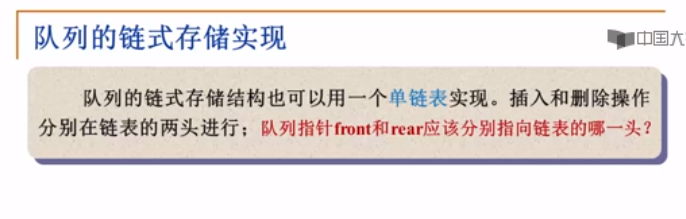 队列的链式存储实现
中国大
队列的链式存储结构也可以用一个单链表实现。插入和删除操作
分别在链表的两头进行；队列指针front和rear应该分别指向链表的哪一头？